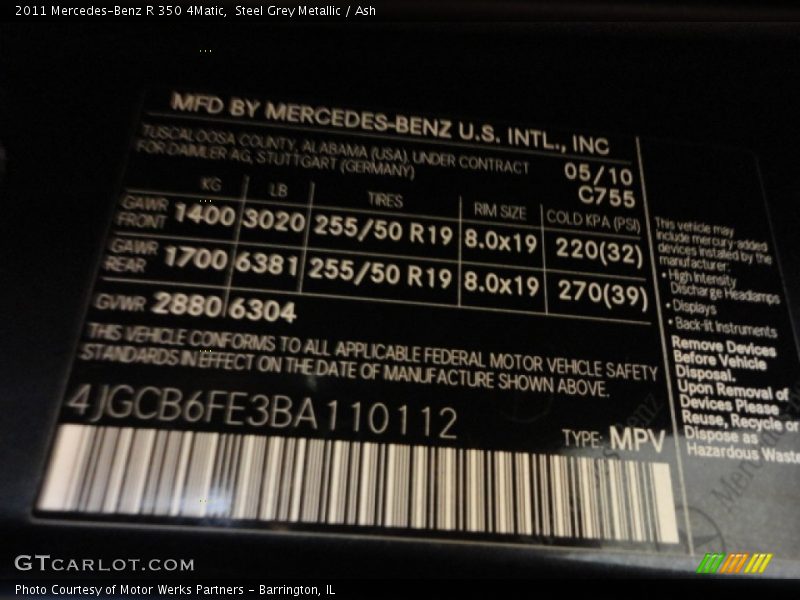 2011 Mercedes-Benz R 350 4Matic, Steel Grey Metallic / Ash
MFD BY MERCEDES-BENZ U.S. INTL., INC
TUSCALOOSA COUNTY, ALABAMA (USA), UNDER CONTRACT
FOR DAIMLER AG, STUTTGART (GERMANY)
05/10
C755
KG LB TIRES RIM SIZE COLD KPA (PSI)
GAWR FRONT 1400 3020 255/50 R19 8.0x19 220(32)
GAWR REAR 1700 6381 255/50 R19 8.0x19 270(39)
GVWR 2880 6304
THIS VEHICLE CONFORMS TO ALL APPLICABLE FEDERAL MOTOR VEHICLE SAFETY
STANDARDS IN EFFECT ON THE DATE OF MANUFACTURE SHOWN ABOVE.
4JGCB6FE3BA110112
TYPE: MPV
This vehicle may
include mercury-added
devices installed by the
manufacturer:
• High Intensity
Discharge Headlamps
• Displays
• Back-lit Instruments
Remove Devices
Before Vehicle
Disposal.
Upon Removal of
Devices Please
Reuse, Recycle or
Dispose as
Hazardous Waste
GTCARLOT.COM
Photo Courtesy of Motor Werks Partners - Barrington, IL